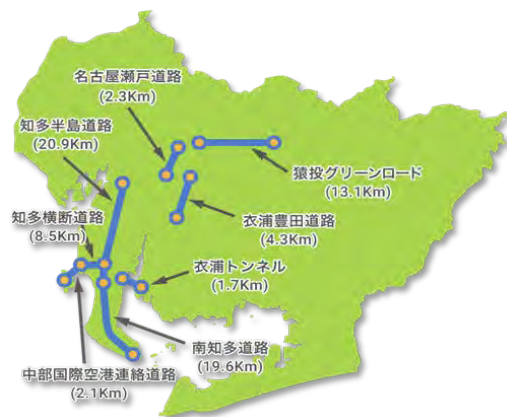 名古屋瀬戸道路
(2.3Km)
知多半島道路
(20.9Km)
猿投グリーンロード
(13.1Km)
知多横断道路
(8.5Km)
衣浦豊田道路
(4.3Km)
衣浦トンネル
(1.7Km)
南知多道路
(19.6Km)
中部国際空港連絡道路
(2.1Km)